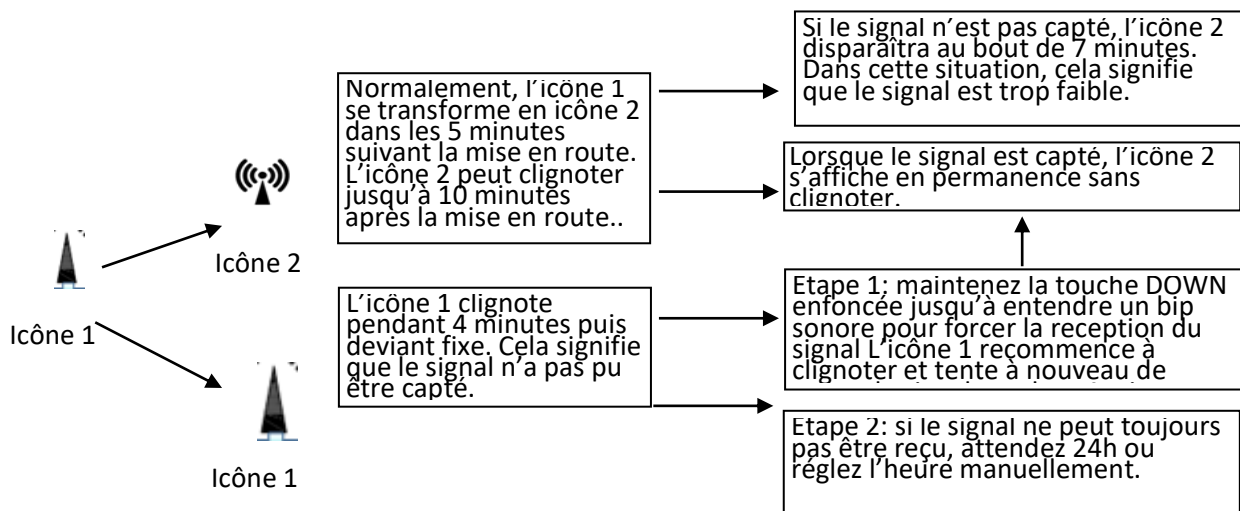 Icône 1
Icône 2
Icône 1
Normalement, l'icône 1
se transforme en icône 2
dans les 5 minutes
suivant la mise en route.
L'icône 2 peut clignoter
jusqu'à 10 minutes
après la mise en route..
Si le signal n'est pas capté, l'icône 2
disparaîtra au bout de 7 minutes.
Dans cette situation, cela signifie
que le signal est trop faible.
Lorsque le signal est capté, l'icône 2
s'affiche en permanence sans
clignoter.
L'icône 1 clignote
pendant 4 minutes puis
deviant fixe. Cela signifie
que le signal n'a pas pu
être capté.
Etape 1: maintenez la touche DOWN
enfoncée jusqu'à entendre un bip
sonore pour forcer la reception du
signal L'icône 1 recommence à
clignoter et tente à nouveau de
Etape 2: si le signal ne peut toujours
pas être reçu, attendez 24h ou
réglez l'heure manuellement.